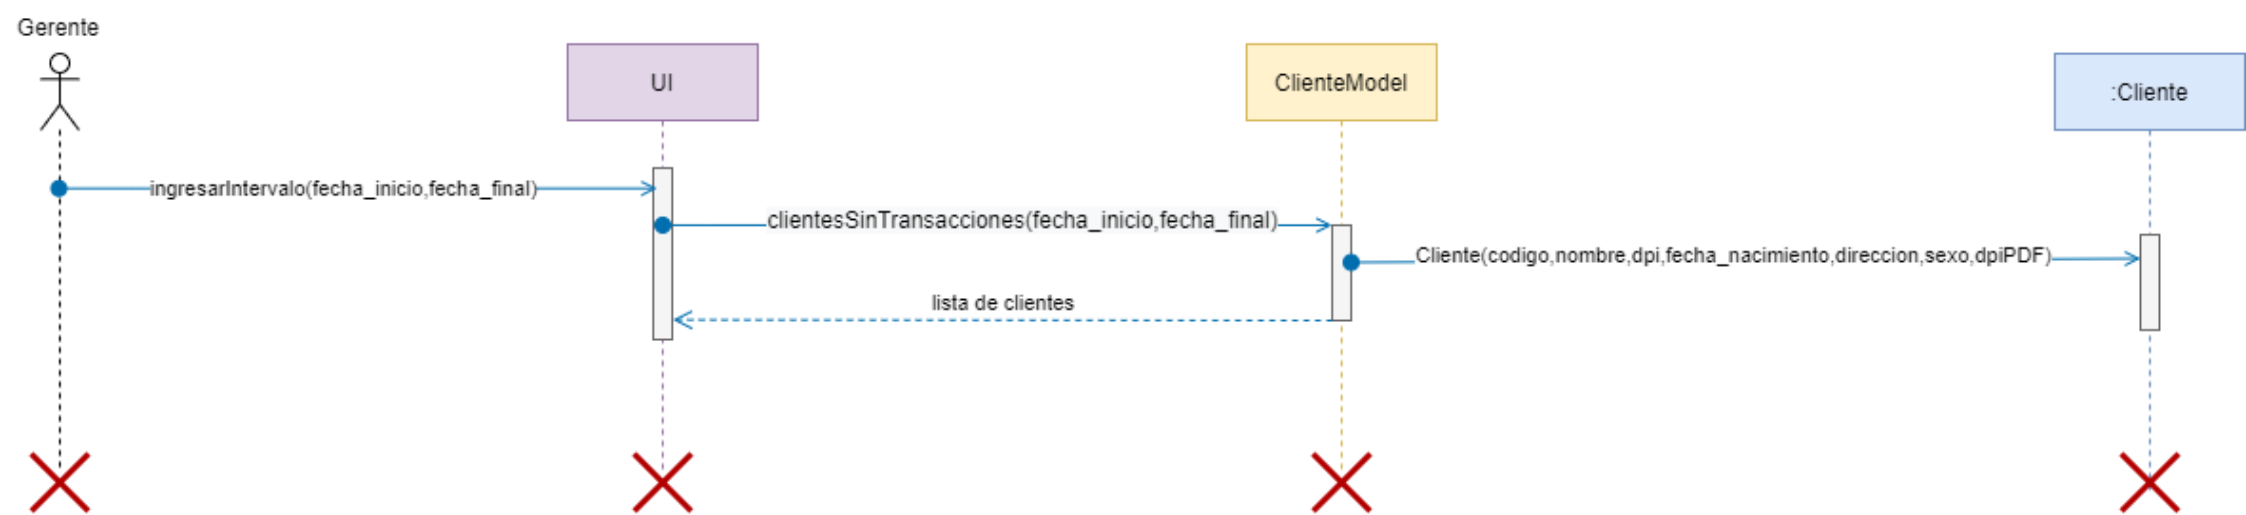 Gerente
UI
ClienteModel
:Cliente
ingresarIntervalo(fecha_inicio,fecha_final)
clientesSinTransacciones(fecha_inicio,fecha_final)
Cliente(codigo,nombre,dpi,fecha_nacimiento,direccion,sexo,dpiPDF)
lista de clientes